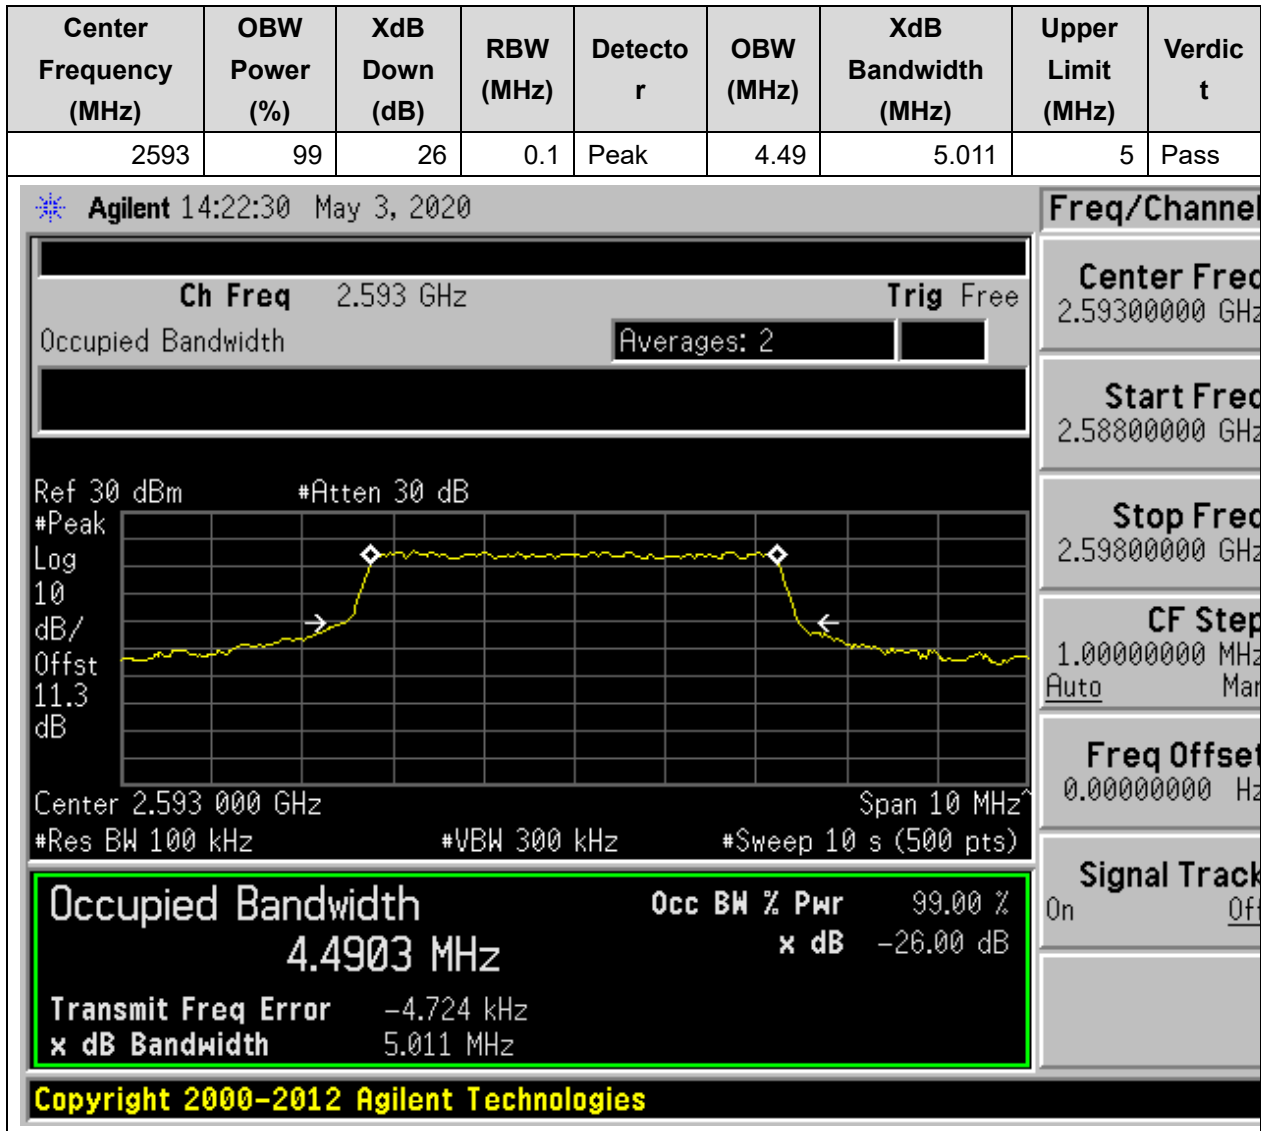 Center Frequency (MHz) OBW Power (%) XdB Down (dB) RBW (MHz) Detector OBW (MHz) XdB Bandwidth (MHz) Upper Limit (MHz) Verdict
2593 99 26 0.1 Peak 4.49 5.011 5 Pass
Agilent 14:22:30 May 3, 2020
Freq/Channel
Ch Freq 2.593 GHz Trig Free
Occupied Bandwidth Averages: 2
Center Freq
2.59300000 GHz
Start Freq
2.58800000 GHz
Stop Freq
2.59800000 GHz
CF Step
1.00000000 MHz
Auto Man
Freq Offset
0.00000000 Hz
Signal Track
On Off
Ref 30 dBm #Atten 30 dB
#Peak
Log
10
dB/
Offst
11.3
dB
Center 2.593 000 GHz Span 10 MHz^
#Res BW 100 kHz #VBW 300 kHz #Sweep 10 s (500 pts)
Occupied Bandwidth Occ BW % Pwr 99.00 %
4.4903 MHz x dB -26.00 dB
Transmit Freq Error -4.724 kHz
x dB Bandwidth 5.011 MHz
Copyright 2000-2012 Agilent Technologies